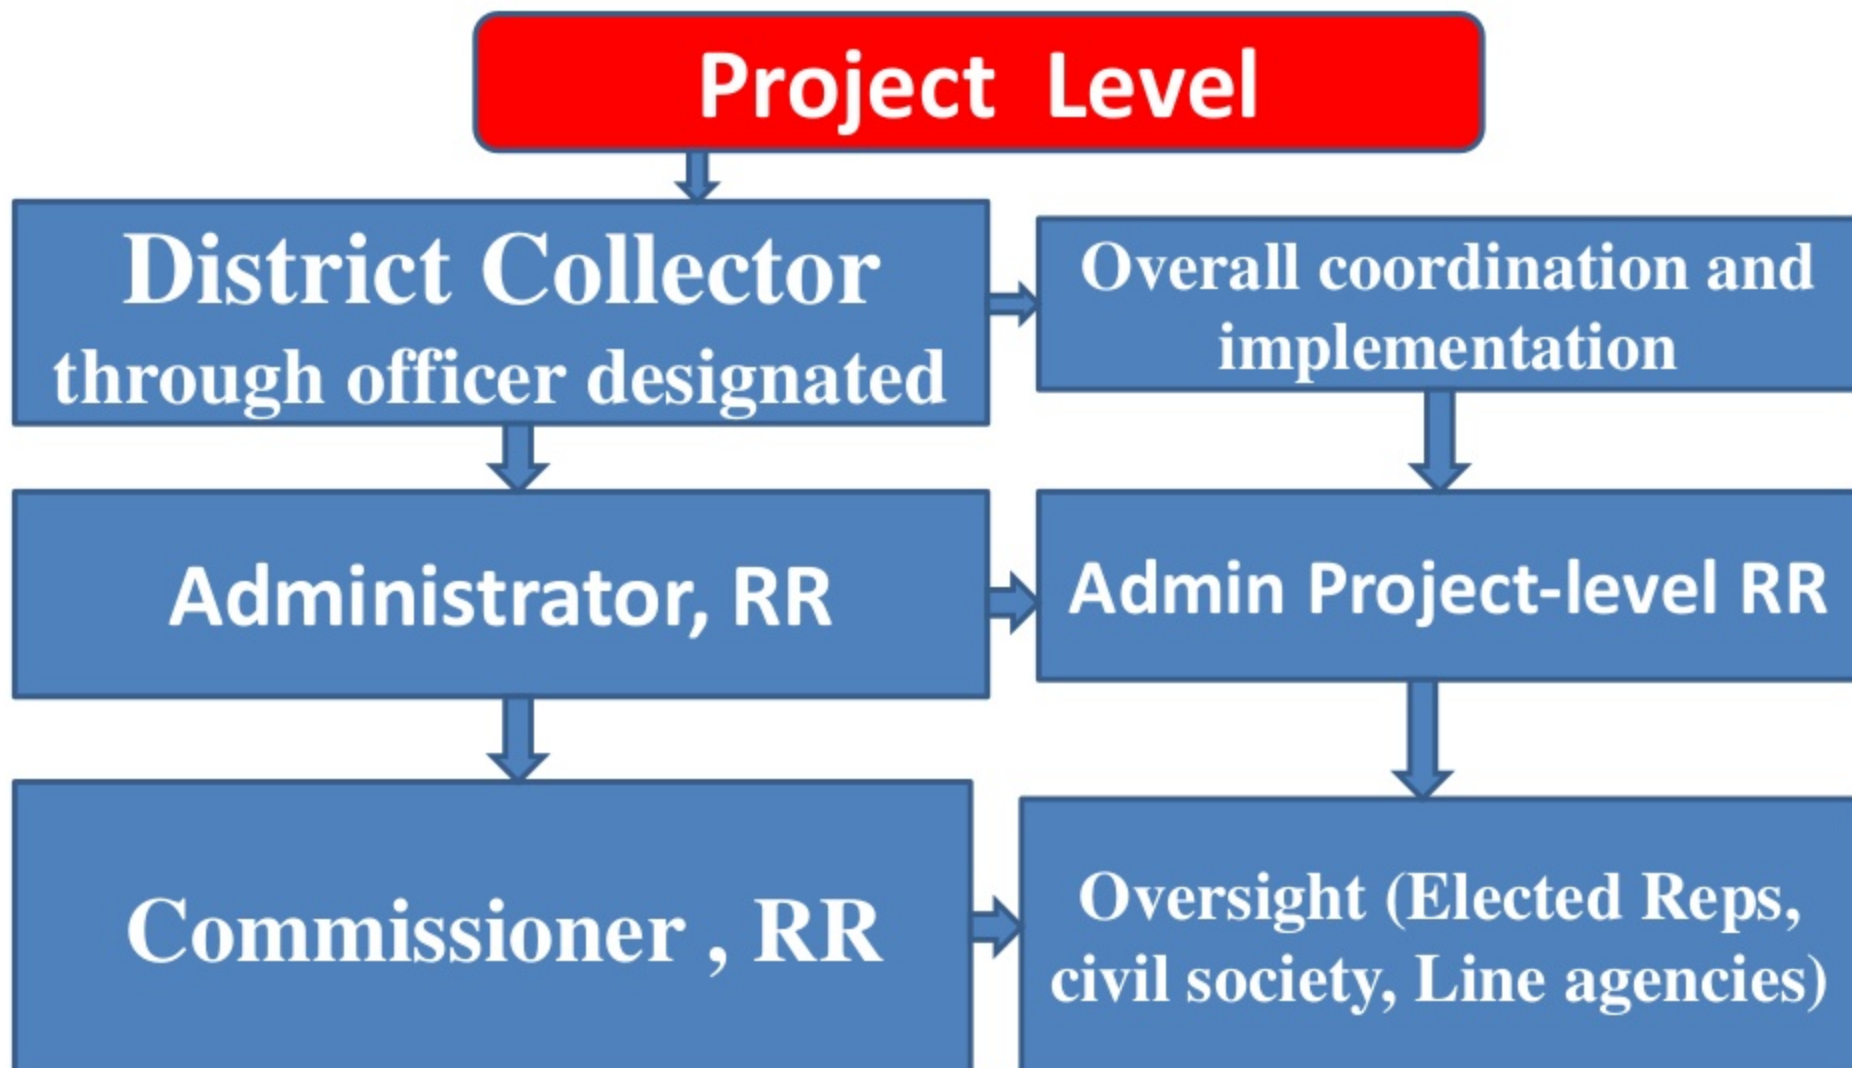 Project Level
District Collector
through officer designated
Overall coordination and
implementation
Administrator, RR
Admin Project-level RR
Commissioner , RR
Oversight (Elected Reps,
civil society, Line agencies)